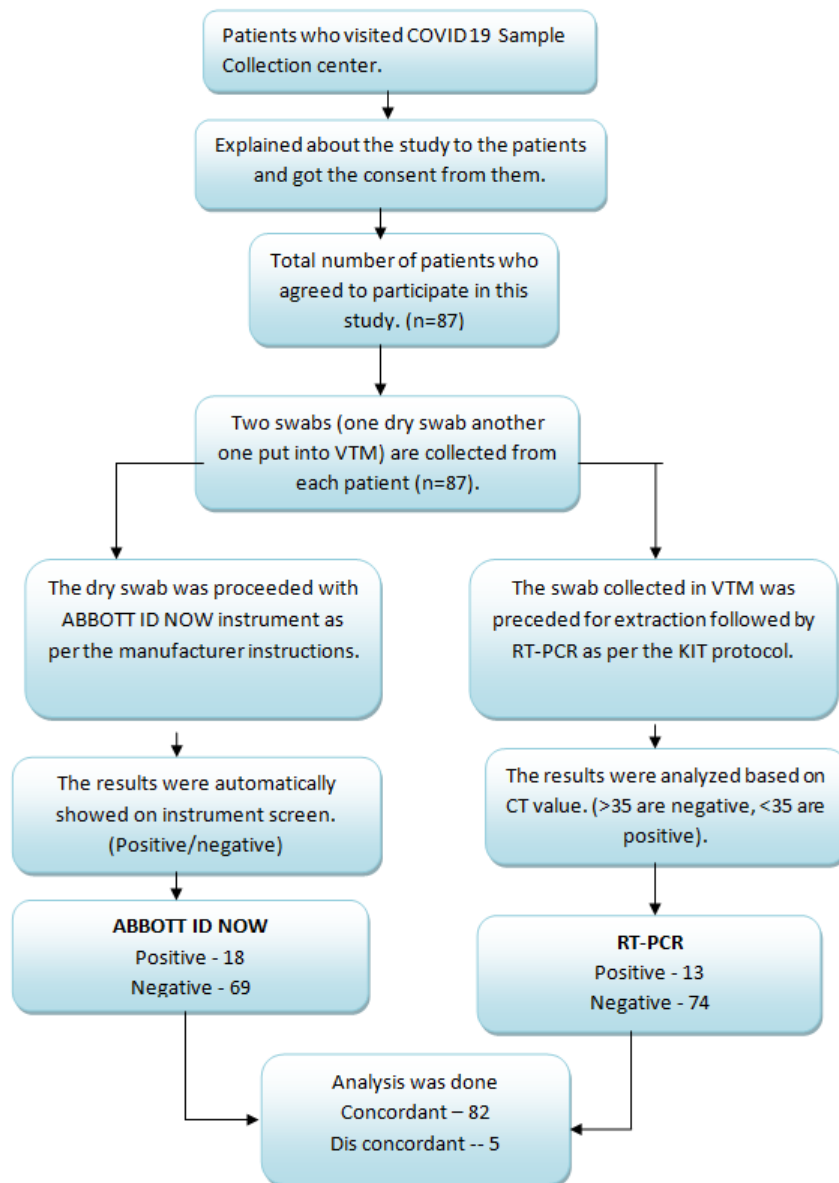 Patients who visited COVID19 Sample
Collection center.
Explained about the study to the patients
and got the consent from them.
Total number of patients who
agreed to participate in this
study. (n=87)
Two swabs (one dry swab another
one put into VTM) are collected from
each patient (n=87).
The dry swab was proceeded with
ABBOTT ID NOW instrument as
per the manufacturer instructions.
The swab collected in VTM was
preceded for extraction followed by
RT-PCR as per the KIT protocol.
The results were automatically
showed on instrument screen.
(Positive/negative)
The results were analyzed based on
CT value. (>35 are negative, <35 are
positive).
ABBOTT ID NOW
Positive - 18
Negative - 69
RT-PCR
Positive - 13
Negative - 74
Analysis was done
Concordant – 82
Dis concordant -- 5